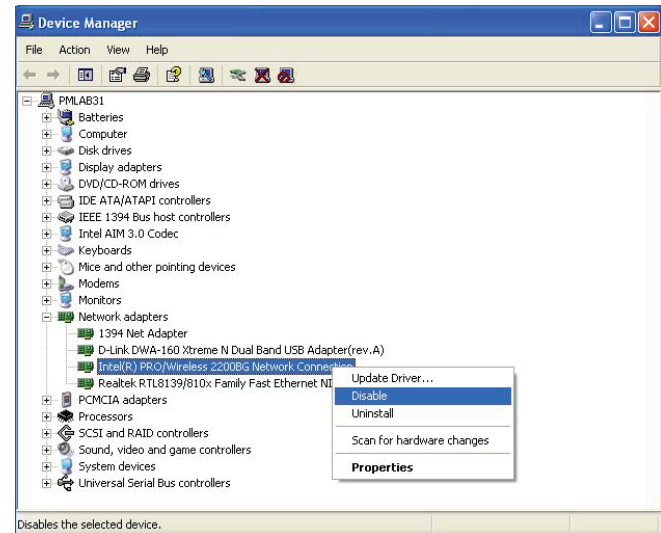 Device Manager
File Action View Help
PMLAB31
Batteries
Computer
Disk drives
Display adapters
DVD/CD-ROM drives
IDE ATA/ATAPI controllers
IEEE 1394 Bus host controllers
Intel AIM 3.0 Codec
Keyboards
Mice and other pointing devices
Modems
Monitors
Network adapters
1394 Net Adapter
D-Link DWA-160 Xtreme N Dual Band USB Adapter(rev.A)
Intel(R) PRO/Wireless 2200BG Network Connection
Realtek RTL8139/810x Family Fast Ethernet NI
PCMCIA adapters
Processors
SCSI and RAID controllers
Sound, video and game controllers
System devices
Universal Serial Bus controllers
Update Driver...
Disable
Uninstall
Scan for hardware changes
Properties
Disables the selected device.